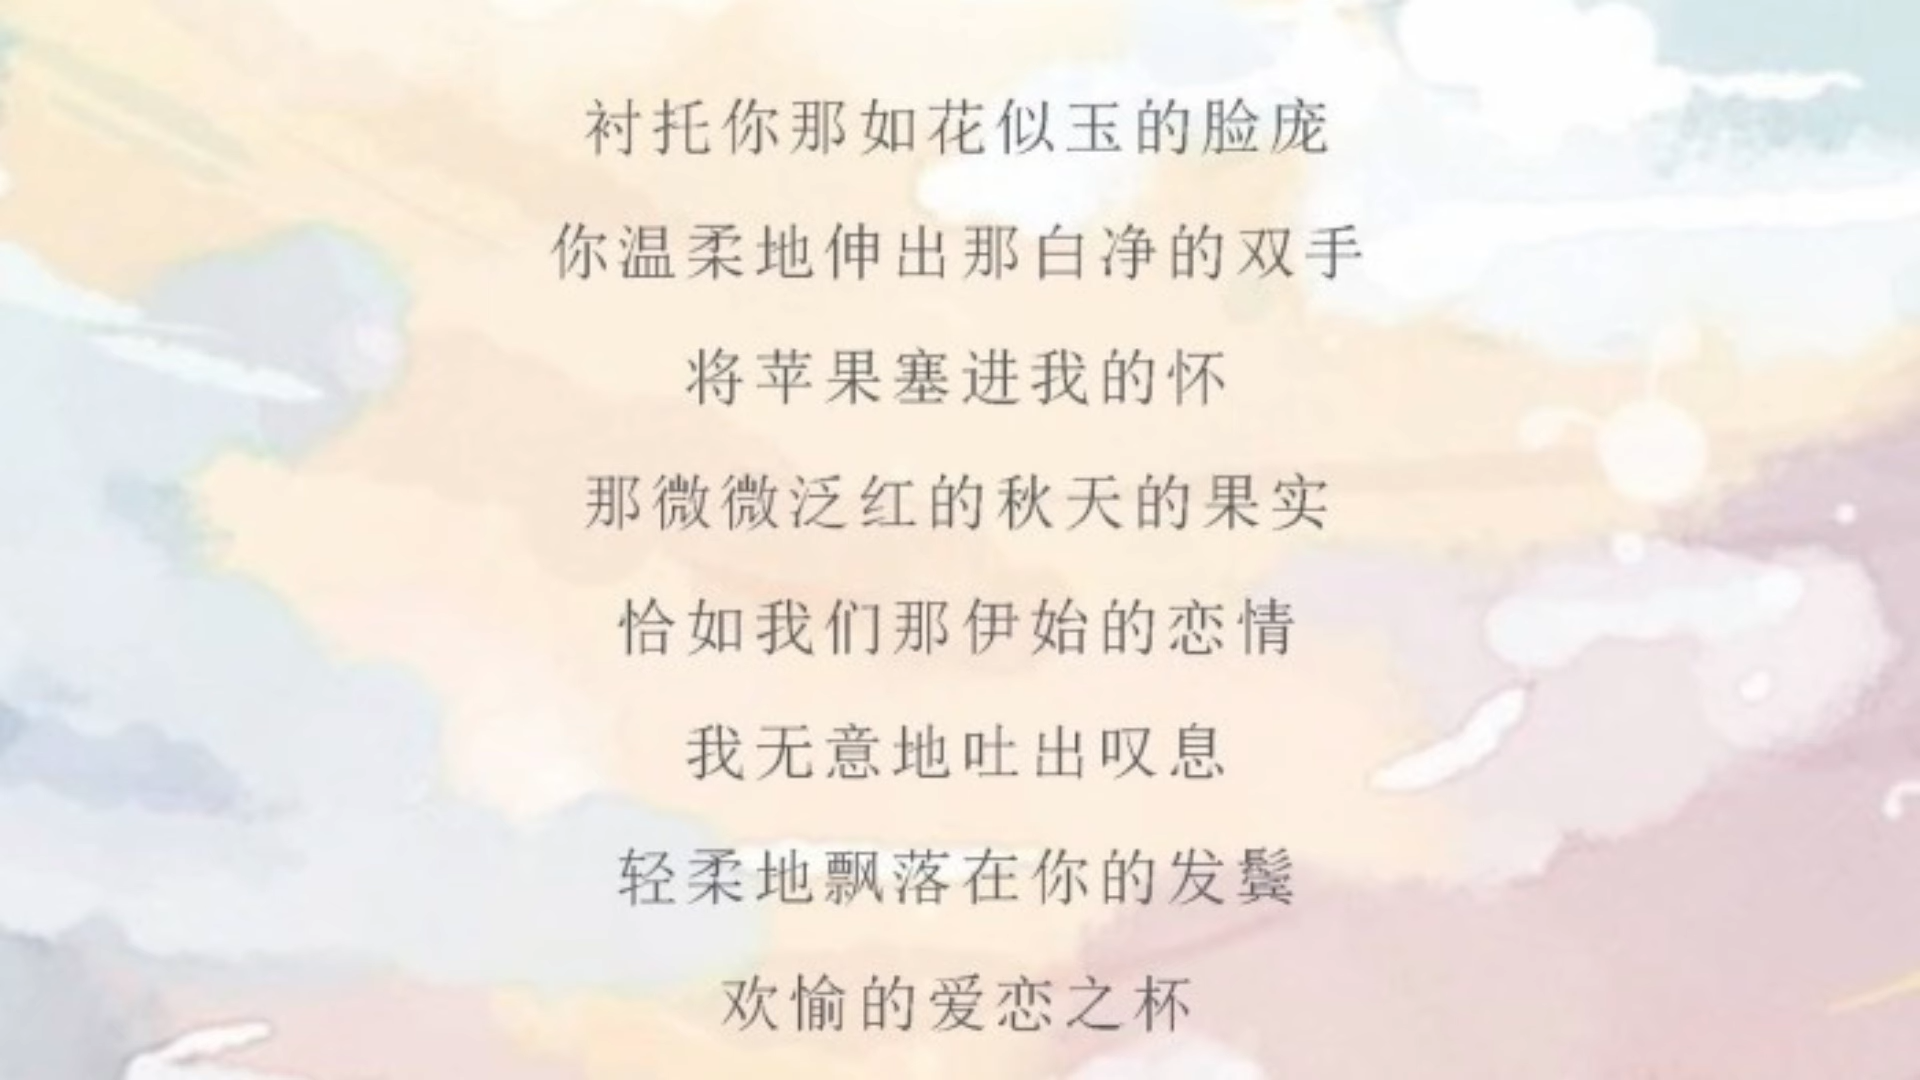 衬托你那如花似玉的脸庞
你温柔地伸出那白净的双手
将苹果塞进我的怀
那微微泛红的秋天的果实
恰如我们那伊始的恋情
我无意地吐出叹息
轻柔地飘落在你的发鬓
欢愉的爱恋之杯